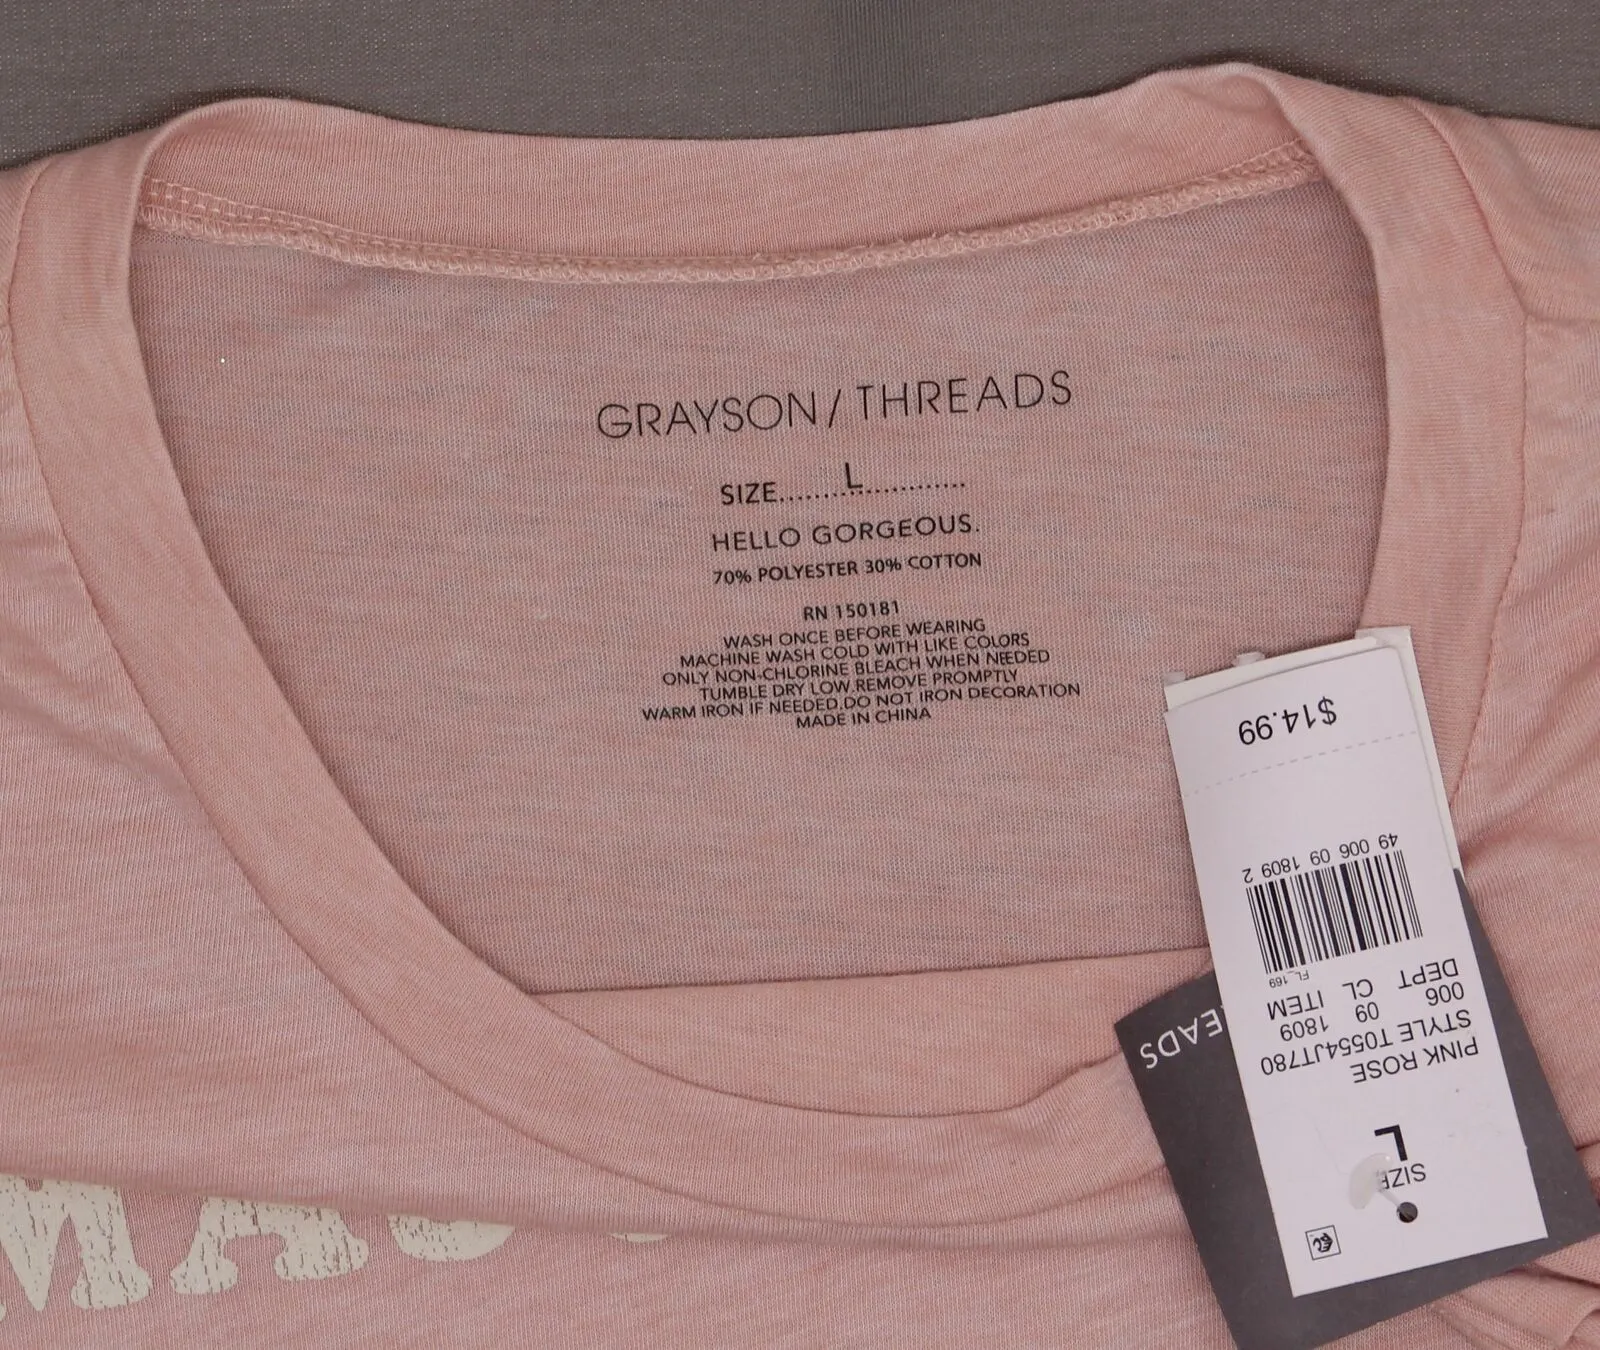 GRAYSON/THREADS
SIZE.........L............
HELLO GORGEOUS.
70% POLYESTER 30% COTTON
RN 150181
WASH ONCE BEFORE WEARING
MACHINE WASH COLD WITH LIKE COLORS
ONLY NON-CHLORINE BLEACH WHEN NEEDED
TUMBLE DRY LOW.REMOVE PROMPTLY
WARM IRON IF NEEDED.DO NOT IRON DECORATION
MADE IN CHINA
SIZE
L
PINK ROSE
STYLE T0554JT780
006 09 1809
DEPT CL ITEM
FL_169
49 006 09 1809 2
$14.99
EADS
MA